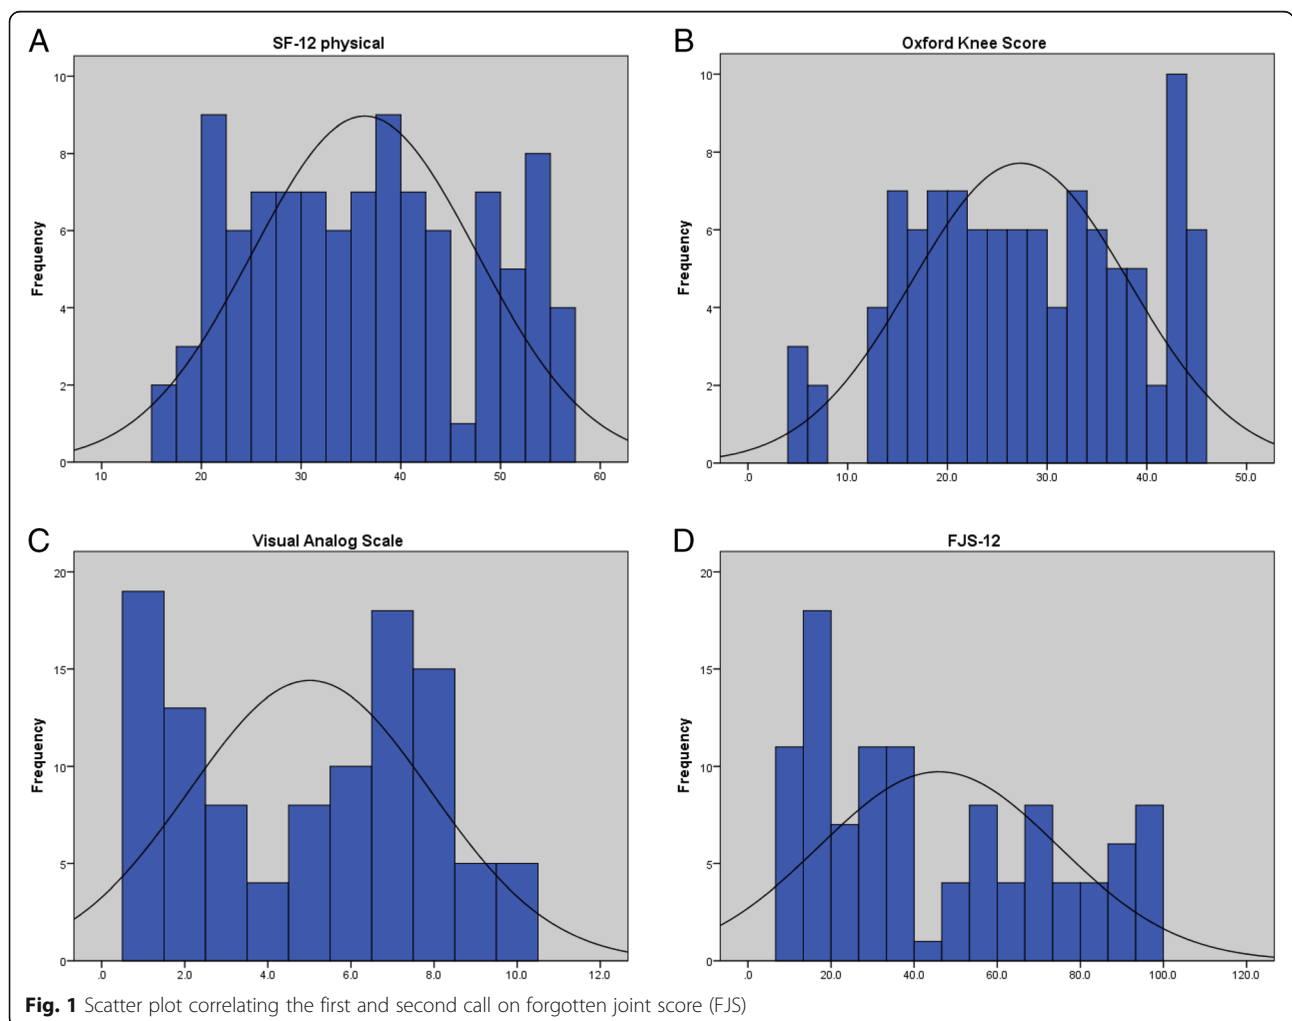 A
SF-12 physical
Frequency
10
8
6
4
2
0
10 20 30 40 50 60
B
Oxford Knee Score
Frequency
10
8
6
4
2
0
.0 10.0 20.0 30.0 40.0 50.0
C
Visual Analog Scale
Frequency
20
15
10
5
0
.0 2.0 4.0 6.0 8.0 10.0 12.0
D
FJS-12
Frequency
20
15
10
5
0
.0 20.0 40.0 60.0 80.0 100.0 120.0
Fig. 1 Scatter plot correlating the first and second call on forgotten joint score (FJS)